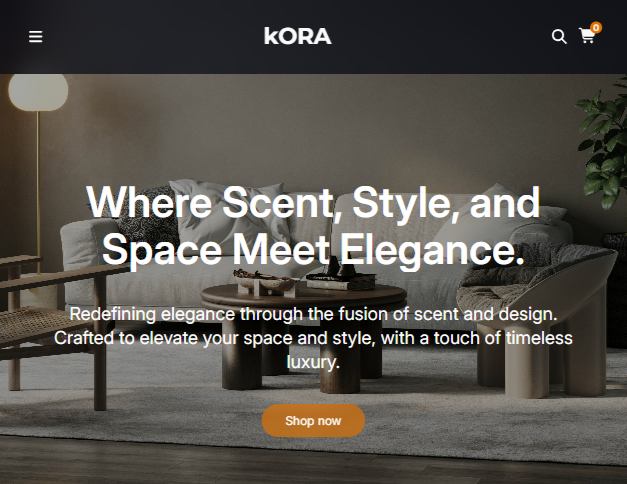 kORA
0
Where Scent, Style, and
Space Meet Elegance.
Redefining elegance through the fusion of scent and design.
Crafted to elevate your space and style, with a touch of timeless
luxury.
Shop now